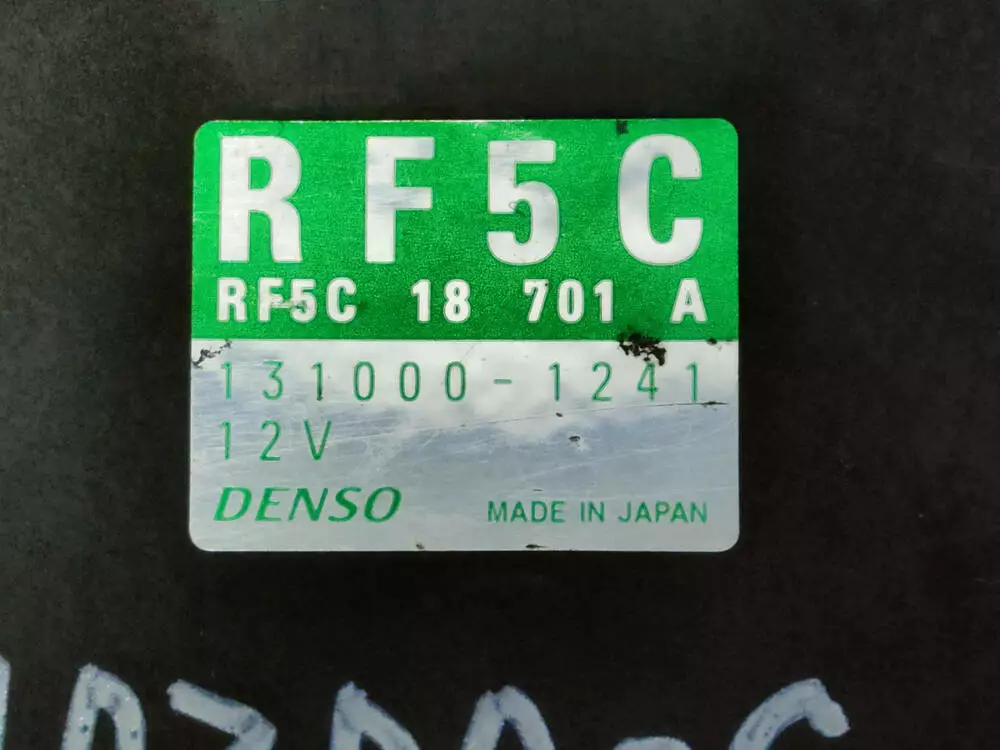 RF5C
RF5C 18 701 A
131000-1241
12V
DENSO MADE IN JAPAN